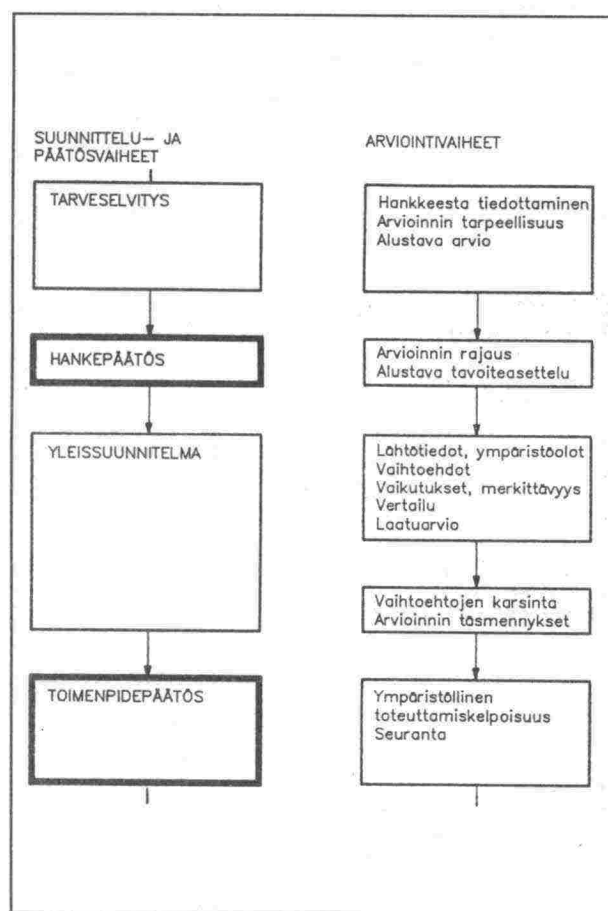 SUUNNITTELU- JA
PÄÄTÖSVAIHEET
TARVESELVITYS
HANKEPÄÄTÖS
YLEISSUUNNITELMA
TOIMENPIDEPÄÄTÖS
ARVIOINTIVAIHEET
Hankkeesta tiedottaminen
Arvioinnin tarpeellisuus
Alustava arvio
Arvioinnin rajaus
Alustava tavoiteasettelu
Lähtötiedot, ympäristöolot
Vaihtoehdot
Vaikutukset, merkittävyys
Vertailu
Laatuarvio
Vaihtoehtojen karsinta
Arvioinnin täsmennykset
Ympäristöllinen
toteuttamiskelpoisuus
Seuranta